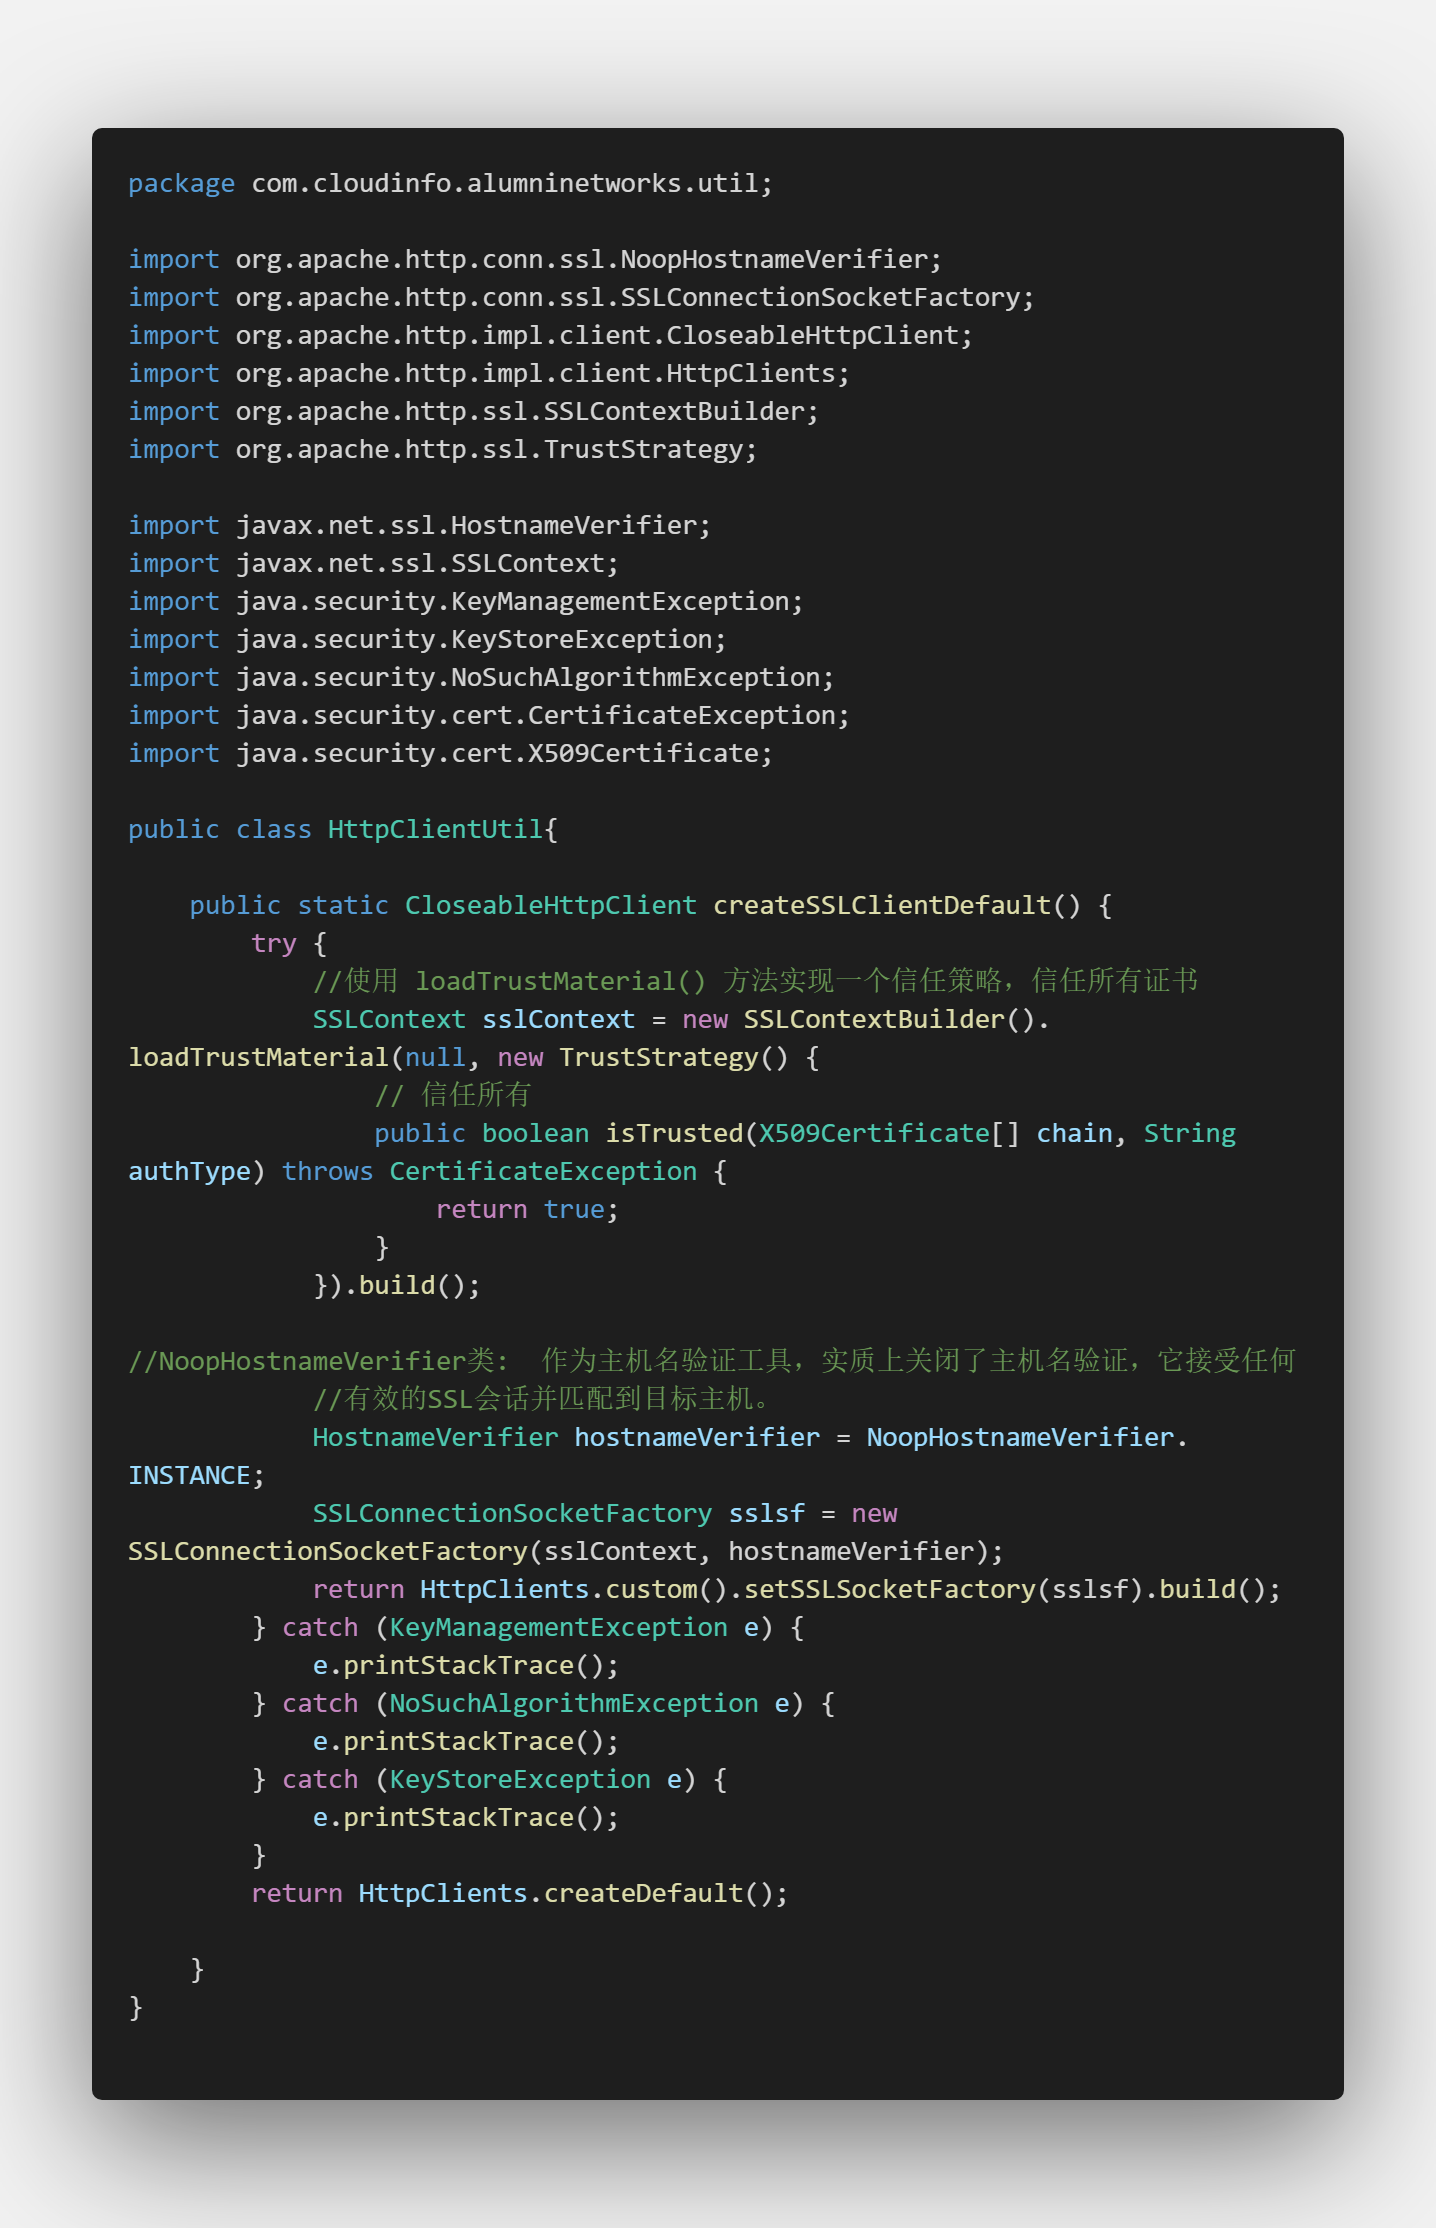 package com.cloudinfo.alumninetworks.util;

import org.apache.http.conn.ssl.NoopHostnameVerifier;
import org.apache.http.conn.ssl.SSLConnectionSocketFactory;
import org.apache.http.impl.client.CloseableHttpClient;
import org.apache.http.impl.client.HttpClients;
import org.apache.http.ssl.SSLContextBuilder;
import org.apache.http.ssl.TrustStrategy;

import javax.net.ssl.HostnameVerifier;
import javax.net.ssl.SSLContext;
import java.security.KeyManagementException;
import java.security.KeyStoreException;
import java.security.NoSuchAlgorithmException;
import java.security.cert.CertificateException;
import java.security.cert.X509Certificate;

public class HttpClientUtil{

    public static CloseableHttpClient createSSLClientDefault() {
        try {
            //使用 loadTrustMaterial() 方法实现一个信任策略，信任所有证书
            SSLContext sslContext = new SSLContextBuilder().
loadTrustMaterial(null, new TrustStrategy() {
                // 信任所有
                public boolean isTrusted(X509Certificate[] chain, String
authType) throws CertificateException {
                    return true;
                }
            }).build();

//NoopHostnameVerifier类:  作为主机名验证工具，实质上关闭了主机名验证，它接受任何
            //有效的SSL会话并匹配到目标主机。
            HostnameVerifier hostnameVerifier = NoopHostnameVerifier.
INSTANCE;
            SSLConnectionSocketFactory sslsf = new
SSLConnectionSocketFactory(sslContext, hostnameVerifier);
            return HttpClients.custom().setSSLSocketFactory(sslsf).build();
        } catch (KeyManagementException e) {
            e.printStackTrace();
        } catch (NoSuchAlgorithmException e) {
            e.printStackTrace();
        } catch (KeyStoreException e) {
            e.printStackTrace();
        }
        return HttpClients.createDefault();

    }
}